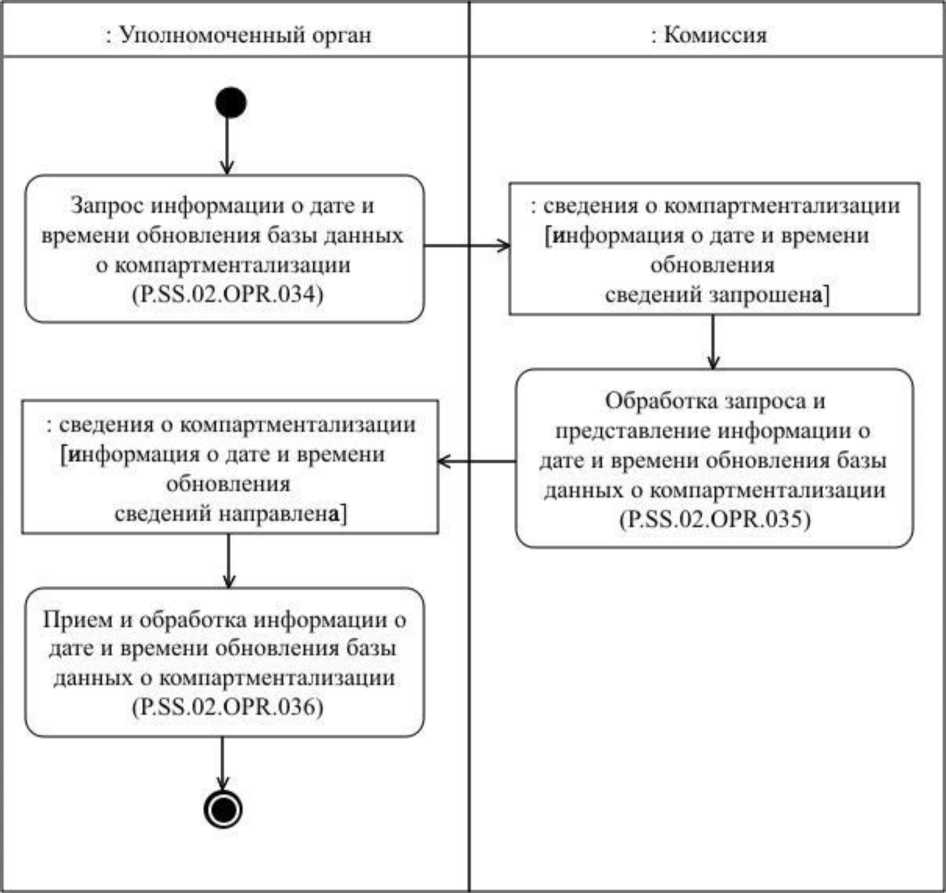 : Уполномоченный орган
: Комиссия
Запрос информации о дате и
времени обновления базы данных
о компартментализации
(P.SS.02.OPR.034)
: сведения о компартментализации
[информация о дате и времени
обновления
сведений запрошена]
Обработка запроса и
представление информации о
дате и времени обновления базы
данных о компартментализации
(P.SS.02.OPR.035)
: сведения о компартментализации
[информация о дате и времени
обновления
сведений направлена]
Прием и обработка информации о
дате и времени обновления базы
данных о компартментализации
(P.SS.02.OPR.036)